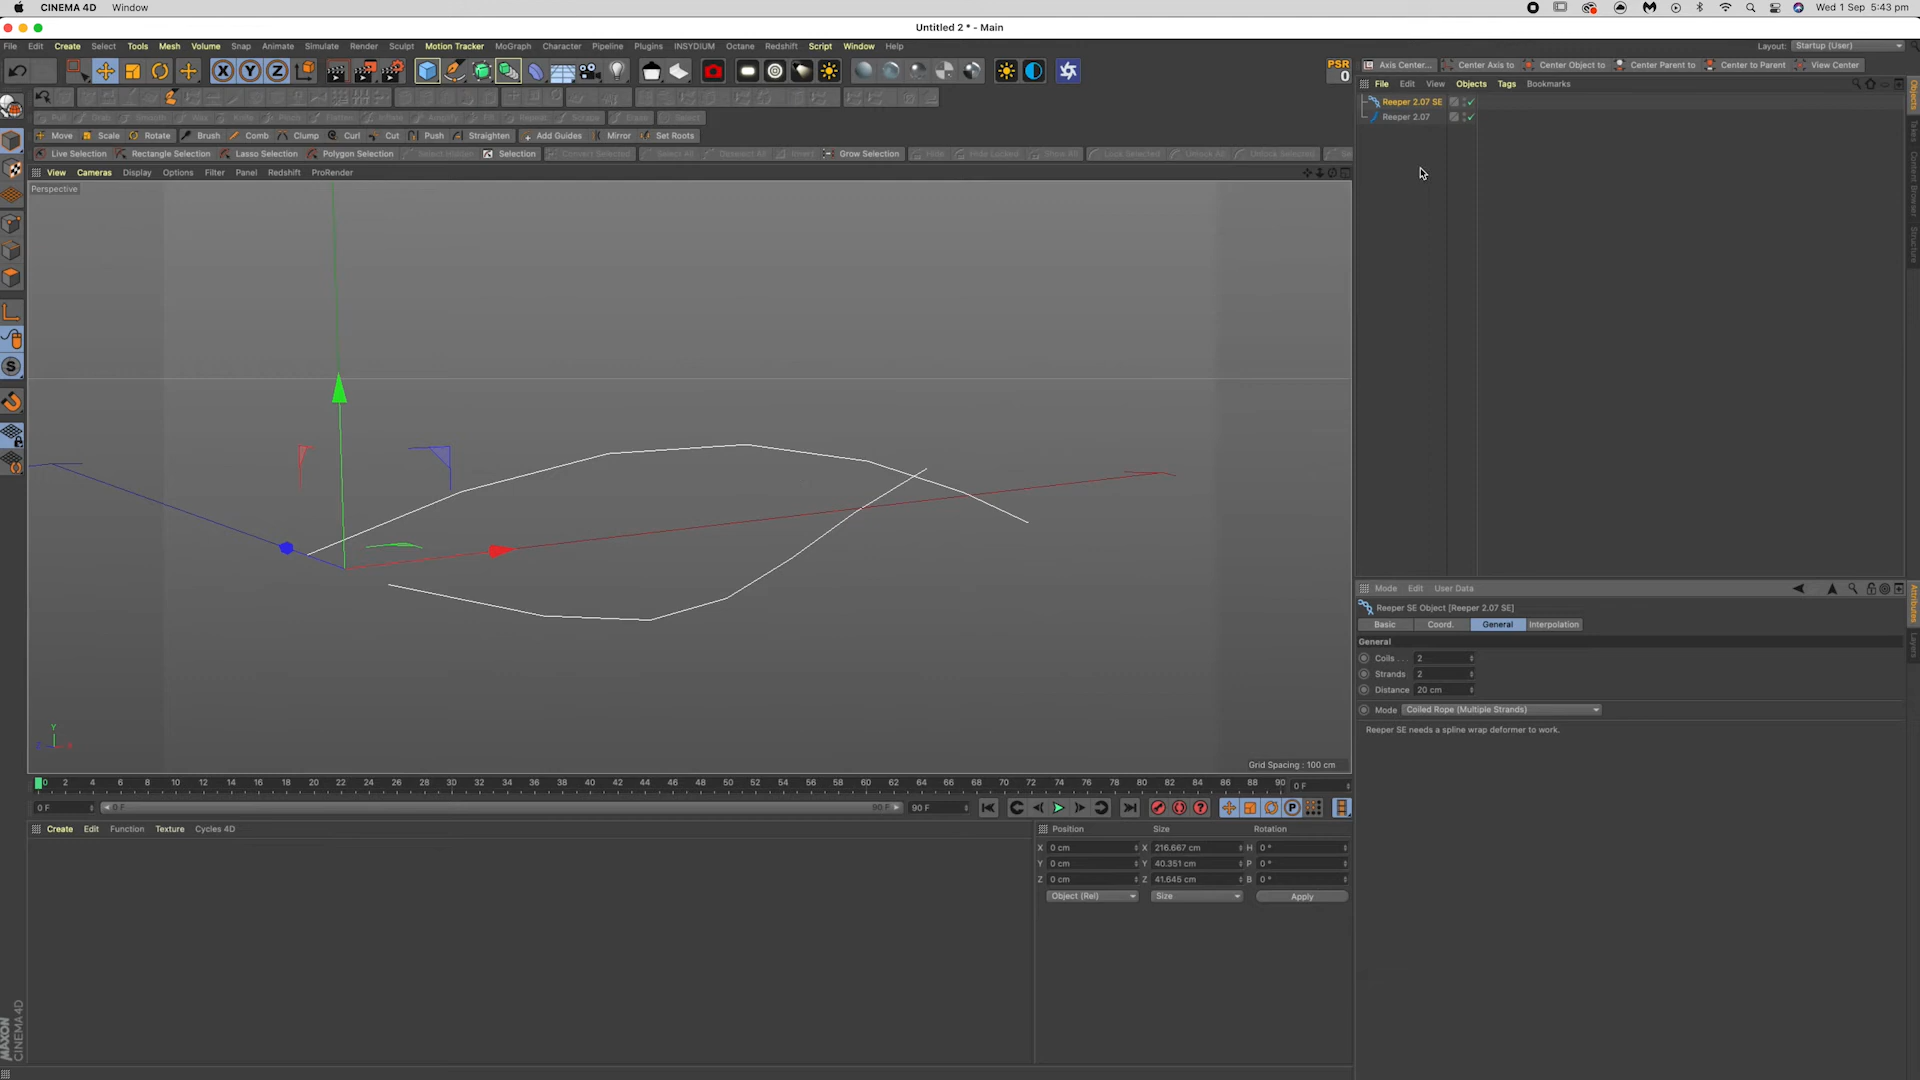 CINEMA 4D Window Wed 1 Sep 5:43 pm
Untitled 2 * - Main
File Edit Create Select Tools Mesh Volume Snap Animate Simulate Render Sculpt Motion Tracker MoGraph Character Pipeline Plugins INSYDIUM Octane Redshift Script Window Help Layout: Startup (User)
X Y Z PSR 0 Axis Center... Center Axis to Center Object to Center Parent to Center to Parent View Center
File Edit View Objects Tags Bookmarks
Reeper 2.07 SE
Reeper 2.07
Move Scale Rotate Brush Comb Clump Curl Cut Push Straighten Add Guides Mirror Set Roots
Live Selection Rectangle Selection Lasso Selection Polygon Selection Selection Grow Selection
View Cameras Display Options Filter Panel Redshift ProRender
Perspective
Grid Spacing : 100 cm
Y
Objects
Takes
Content Browser
Structure
Mode Edit User Data
Reeper SE Object [Reeper 2.07 SE]
Basic Coord. General Interpolation
General
Coils . . . 2
Strands 2
Distance 20 cm
Mode Coiled Rope (Multiple Strands)
Reeper SE needs a spline wrap deformer to work.
Attributes
Layers
0 2 4 6 8 10 12 14 16 18 20 22 24 26 28 30 32 34 36 38 40 42 44 46 48 50 52 54 56 58 60 62 64 66 68 70 72 74 76 78 80 82 84 86 88 90 0 F
0 F 0 F 90 F 90 F
Create Edit Function Texture Cycles 4D
Position Size Rotation
X 0 cm X 216.667 cm H 0 °
Y 0 cm Y 40.351 cm P 0 °
Z 0 cm Z 41.645 cm B 0 °
Object (Rel) Size Apply
MAXON
CINEMA 4D